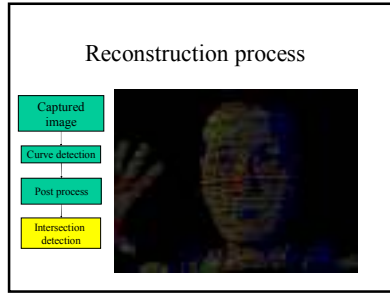 Reconstruction process
Captured
image
Curve detection
Post process
Intersection
detection